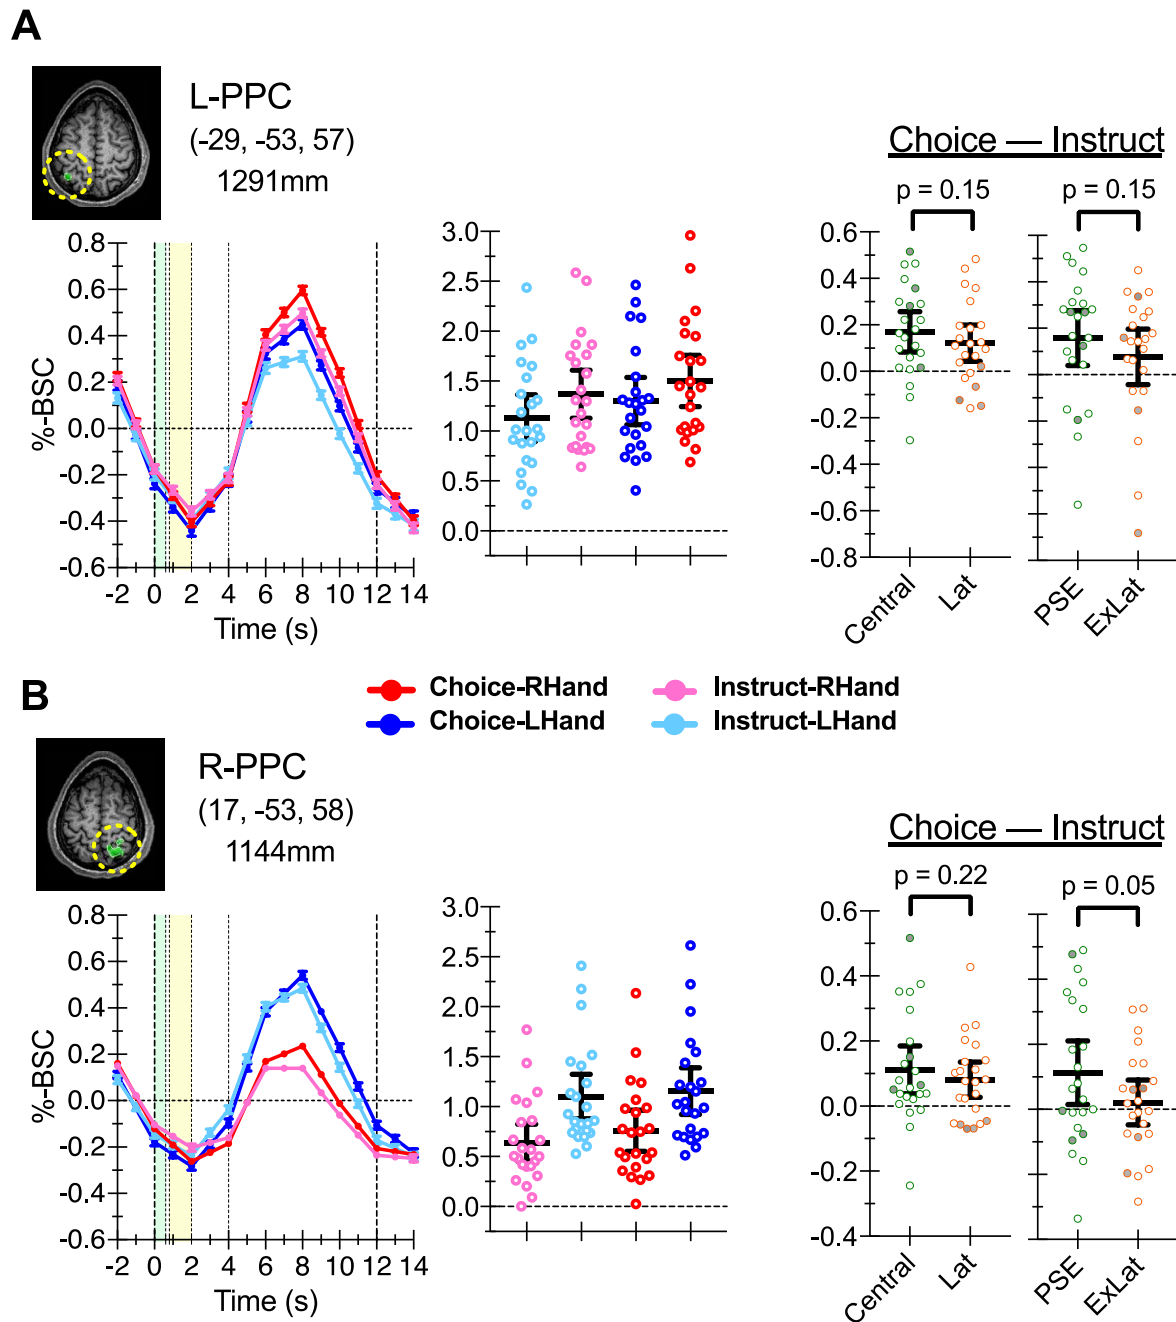 A
L-PPC
(-29, -53, 57)
1291mm
Choice — Instruct
p = 0.15
p = 0.15
%-BSC
0.8
0.6
0.4
0.2
0.0
-0.2
-0.4
-0.6
-2 0 2 4 6 8 10 12 14
Time (s)
3.0
2.5
2.0
1.5
1.0
0.5
0.0
0.6
0.4
0.2
0.0
-0.2
-0.4
-0.6
-0.8
Central
Lat
PSE
ExLat
B
Choice-RHand
Instruct-RHand
Choice-LHand
Instruct-LHand
R-PPC
(17, -53, 58)
1144mm
Choice — Instruct
p = 0.22
p = 0.05
%-BSC
0.8
0.6
0.4
0.2
0.0
-0.2
-0.4
-0.6
-2 0 2 4 6 8 10 12 14
Time (s)
3.0
2.5
2.0
1.5
1.0
0.5
0.0
0.6
0.4
0.2
0.0
-0.2
-0.4
Central
Lat
PSE
ExLat